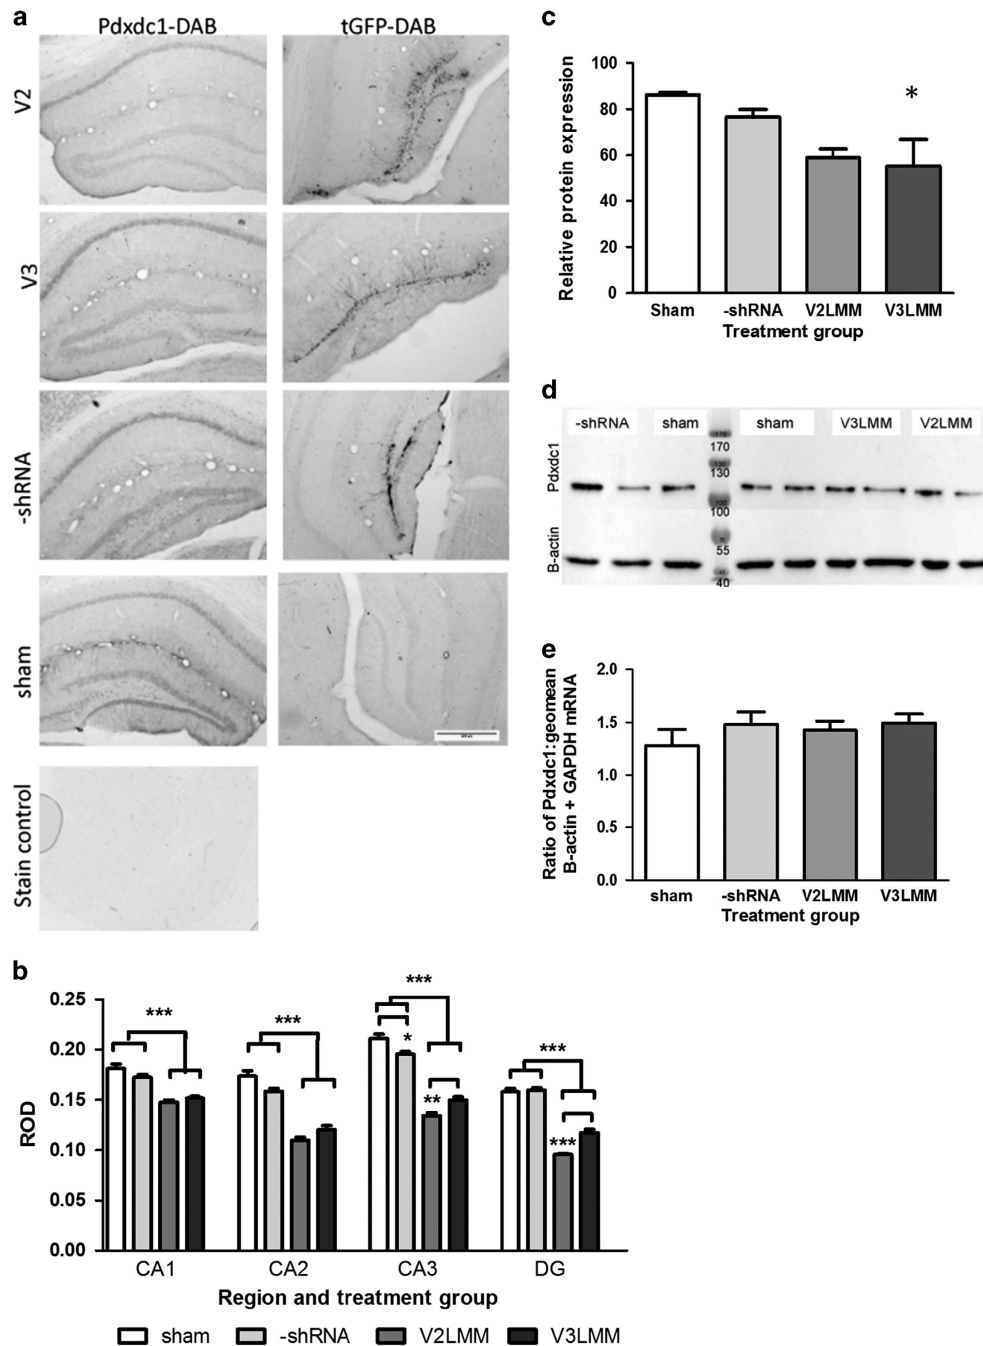 a
Pdxdc1-DAB
tGFP-DAB
V2
V3
-shRNA
sham
Stain control
b
ROD
0.25
0.20
0.15
0.10
0.05
0.00
***
***
***
*
**
***
***
CA1
CA2
CA3
DG
Region and treatment group
sham
-shRNA
V2LMM
V3LMM
c
Relative protein expression
100
80
60
40
20
0
*
Sham
-shRNA
V2LMM
V3LMM
Treatment group
d
-shRNA
sham
sham
V3LMM
V2LMM
Pdxdc1
B-actin
170
170
130
130
100
100
55
40
e
Ratio of Pdxdc1:geomean
B-actin + GAPDH mRNA
2.0
1.5
1.0
0.5
0.0
sham
-shRNA
V2LMM
V3LMM
Treatment group